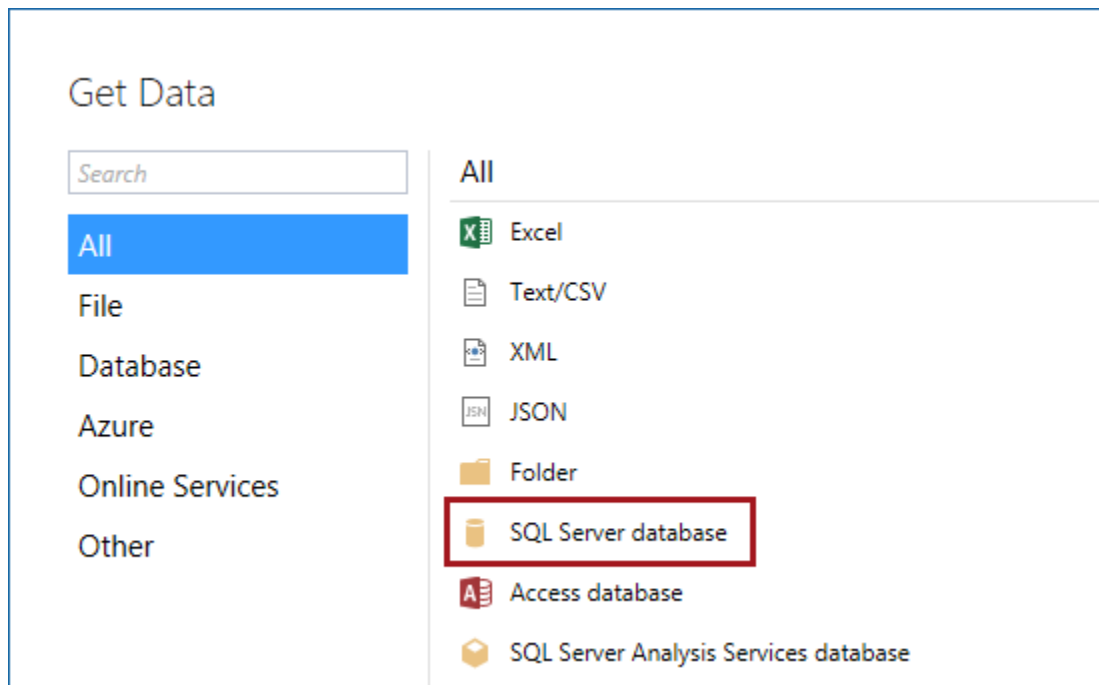 Get Data
Search
All
File
Database
Azure
Online Services
Other
All
Excel
Text/CSV
XML
JSN
JSON
Folder
SQL Server database
A
Access database
SQL Server Analysis Services database